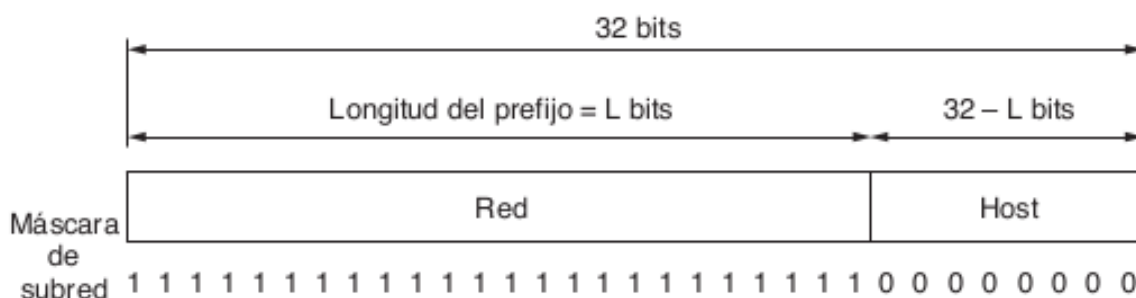 32 bits
Longitud del prefijo = L bits
32 – L bits
Red
Host
Máscara
de
subred
1 1 1 1 1 1 1 1 1 1 1 1 1 1 1 1 1 1 1 1 1 1 1 1 0 0 0 0 0 0 0 0